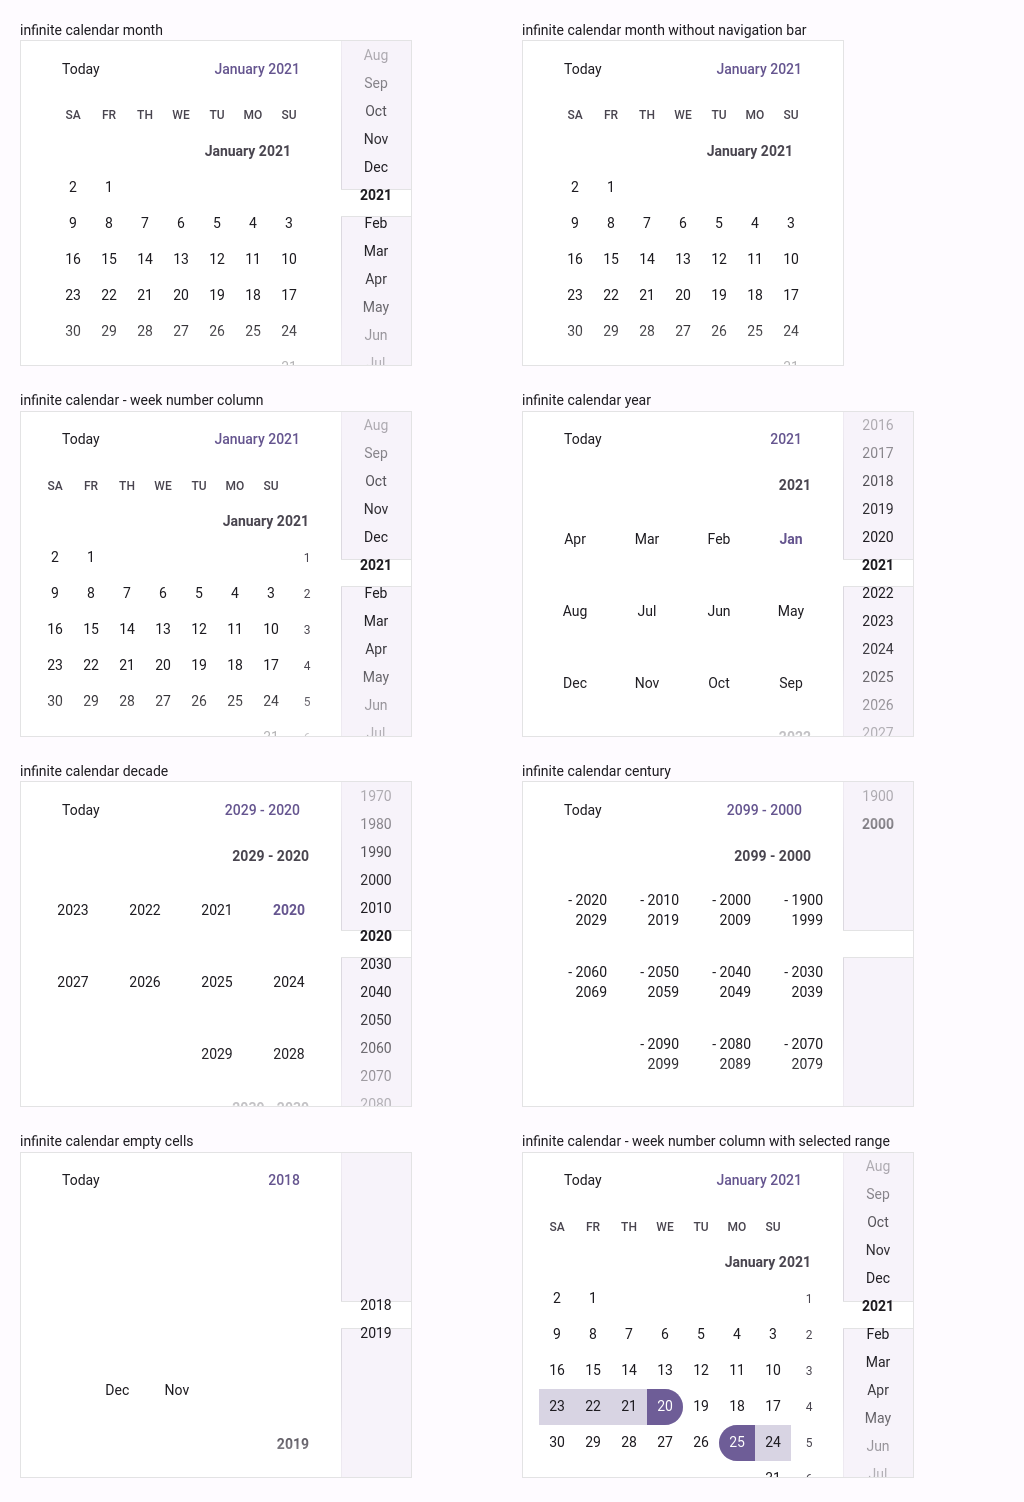 infinite calendar month
Today January 2021
SA FR TH WE TU MO SU
January 2021
2 1
9 8 7 6 5 4 3
16 15 14 13 12 11 10
23 22 21 20 19 18 17
30 29 28 27 26 25 24
31
Aug
Sep
Oct
Nov
Dec
2021
Feb
Mar
Apr
May
Jun
Jul
infinite calendar month without navigation bar
Today January 2021
SA FR TH WE TU MO SU
January 2021
2 1
9 8 7 6 5 4 3
16 15 14 13 12 11 10
23 22 21 20 19 18 17
30 29 28 27 26 25 24
31
infinite calendar - week number column
Today January 2021
SA FR TH WE TU MO SU
January 2021
2 1 1
9 8 7 6 5 4 3 2
16 15 14 13 12 11 10 3
23 22 21 20 19 18 17 4
30 29 28 27 26 25 24 5
31 6
Aug
Sep
Oct
Nov
Dec
2021
Feb
Mar
Apr
May
Jun
Jul
infinite calendar year
Today 2021
2021
Apr Mar Feb Jan
Aug Jul Jun May
Dec Nov Oct Sep
2022
2016
2017
2018
2019
2020
2021
2022
2023
2024
2025
2026
2027
infinite calendar decade
Today 2029 - 2020
2029 - 2020
2023 2022 2021 2020
2027 2026 2025 2024
2029 2028
1970
1980
1990
2000
2010
2020
2030
2040
2050
2060
2070
2080
infinite calendar century
Today 2099 - 2000
2099 - 2000
- 2020 - 2010 - 2000 - 1900
2029 2019 2009 1999
- 2060 - 2050 - 2040 - 2030
2069 2059 2049 2039
- 2090 - 2080 - 2070
2099 2089 2079
1900
2000
infinite calendar empty cells
Today 2018
Dec Nov
2019
2018
2019
infinite calendar - week number column with selected range
Today January 2021
SA FR TH WE TU MO SU
January 2021
2 1 1
9 8 7 6 5 4 3 2
16 15 14 13 12 11 10 3
23 22 21 20 19 18 17 4
30 29 28 27 26 25 24 5
31 6
Aug
Sep
Oct
Nov
Dec
2021
Feb
Mar
Apr
May
Jun
Jul